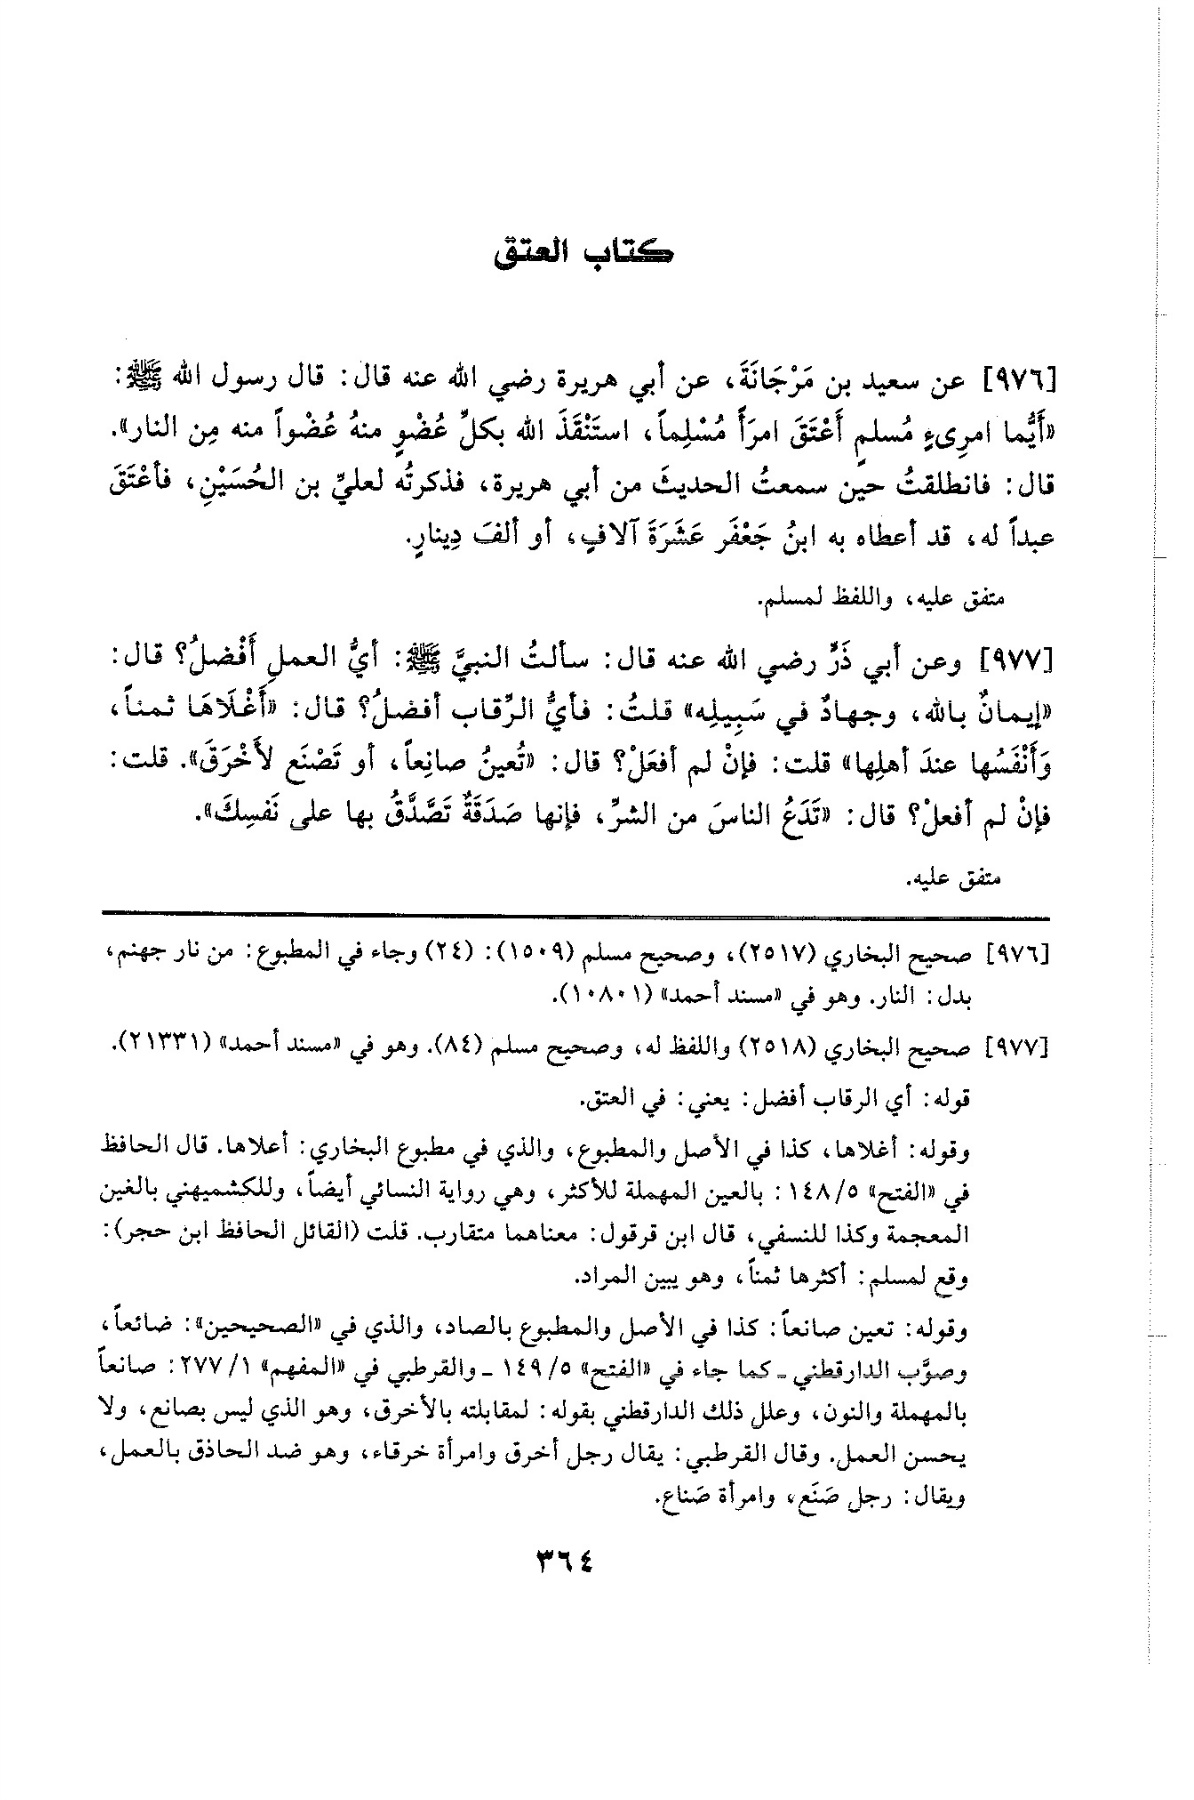 كتاب العتق
[٩٧٦] عن سعيد بن مَرْجَانَةَ، عن أبي هريرة رضي الله عنه قال: قال رسول الله ﷺ:
«أَيُّما امرِىءٍ مُسلمٍ أَعْتَقَ امرَأً مُسْلِماً، استَنْقَذَ الله بكلِّ عُضْوٍ منهُ عُضْواً منه مِن النار».
قال: فانطلقتُ حين سمعتُ الحديثَ من أبي هريرة، فذكرتُه لعليِّ بن الحُسَيْنِ، فأعْتَقَ
عبداً له، قد أعطاه به ابنُ جَعْفَر عَشَرَةَ آلافٍ، أو ألفَ دِينارٍ.
متفق عليه، واللفظ لمسلم.
[٩٧٧] وعن أبي ذَرٍّ رضي الله عنه قال: سألتُ النبيَّ ﷺ: أيُّ العملِ أَفْضلُ؟ قال:
«إيمانٌ بالله، وجهادٌ في سَبِيلِه» قلتُ: فأيُّ الرِّقاب أفضلُ؟ قال: «أَغْلَاهَا ثمناً،
وَأَنْفَسُها عندَ أهلِها» قلت: فإنْ لم أفعَلْ؟ قال: «تُعينُ صانِعاً، أو تَصْنَع لأَخْرَقَ». قلت:
فإنْ لم أفعلْ؟ قال: «تَدَعُ الناسَ من الشرِّ، فإنها صَدَقَةٌ تَصَّدَّقُ بها على نَفسِكَ».
متفق عليه.
[٩٧٦] صحيح البخاري (٢٥١٧)، وصحيح مسلم (١٥٠٩): (٢٤) وجاء في المطبوع: من نار جهنم،
بدل: النار. وهو في «مسند أحمد» (١٠٨٠١).
[٩٧٧] صحيح البخاري (٢٥١٨) واللفظ له، وصحيح مسلم (٨٤). وهو في «مسند أحمد» (٢١٣٣١).
قوله: أي الرقاب أفضل: يعني: في العتق.
وقوله: أغلاها، كذا في الأصل والمطبوع، والذي في مطبوع البخاري: أعلاها. قال الحافظ
في «الفتح» ١٤٨/٥: بالعين المهملة للأكثر، وهي رواية النسائي أيضاً، وللكشميهني بالغين
المعجمة وكذا للنسفي، قال ابن قرقول: معناهما متقارب. قلت (القائل الحافظ ابن حجر):
وقع لمسلم: أكثرها ثمناً، وهو يبين المراد.
وقوله: تعين صانعاً: كذا في الأصل والمطبوع بالصاد، والذي في «الصحيحين»: ضائعاً،
وصوَّب الدارقطني ـ كما جاء في «الفتح» ١٤٩/٥ ـ والقرطبي في «المفهم» ٢٧٧/١: صانعاً
بالمهملة والنون، وعلل ذلك الدارقطني بقوله: لمقابلته بالأخرق، وهو الذي ليس بصانع، ولا
يحسن العمل. وقال القرطبي: يقال رجل أخرق وامرأة خرقاء، وهو ضد الحاذق بالعمل،
ويقال: رجل صَنَع، وامرأة صَناع.
٣٦٤